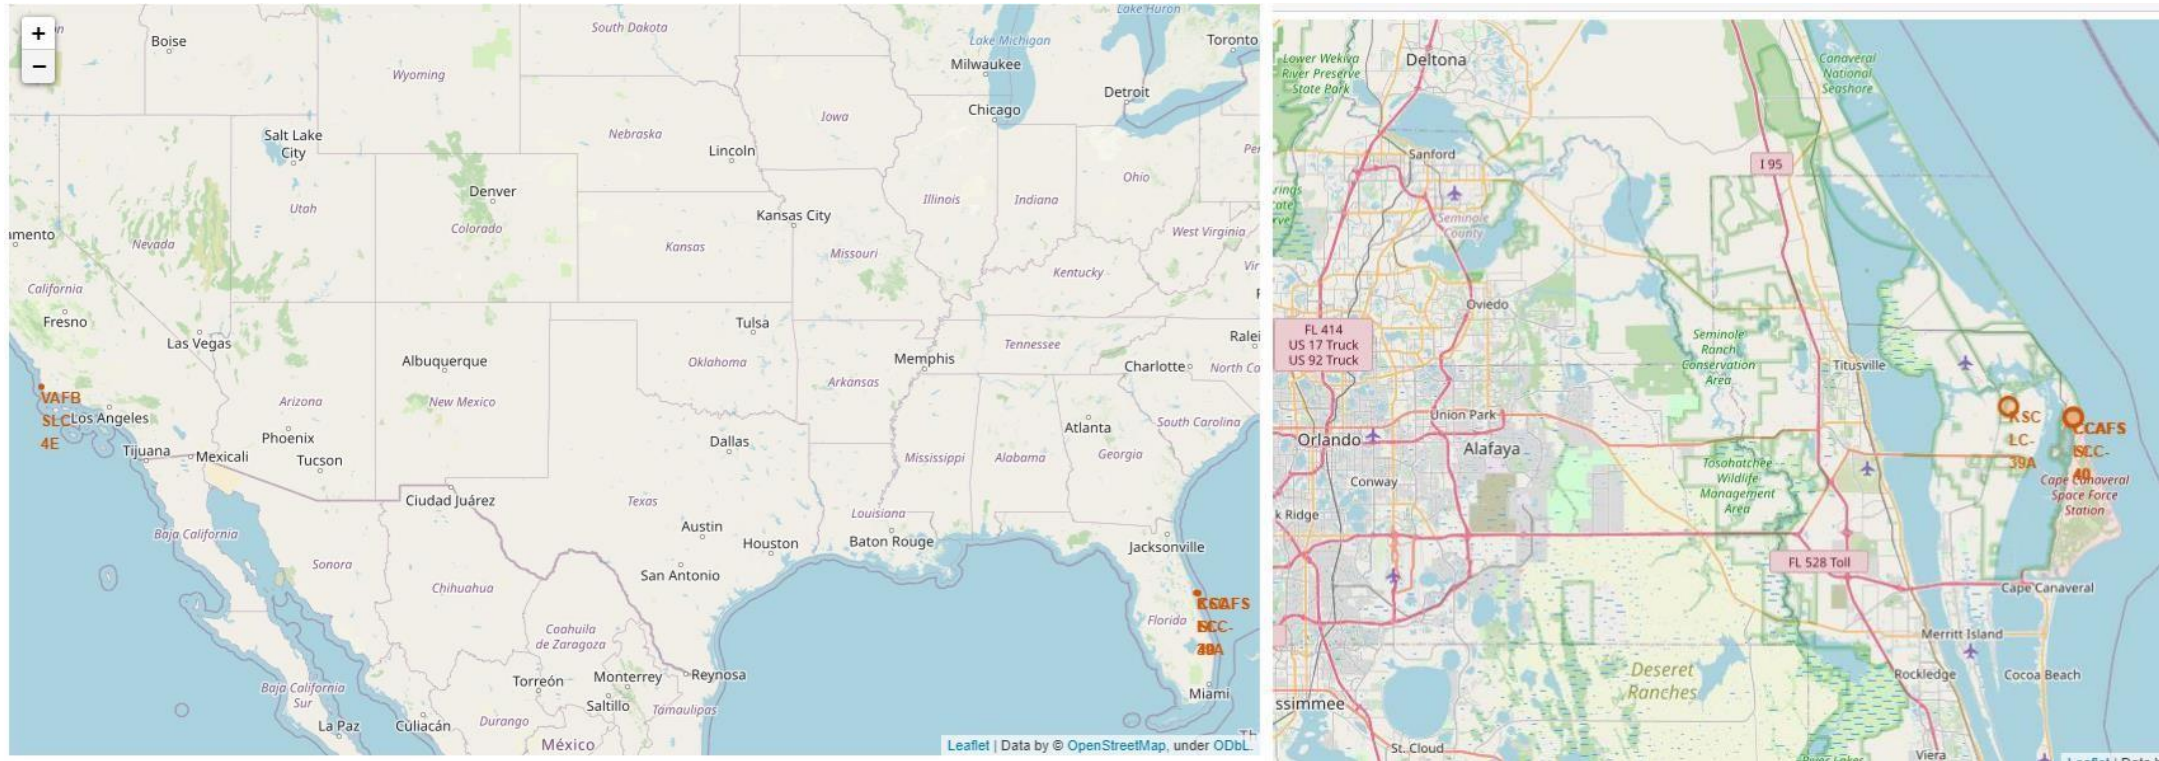 +
−
Boise
South Dakota
Lake Huron
Toronto
Lake Michigan
Milwaukee
Wyoming
Detroit
Chicago
Iowa
Nebraska
Salt Lake
City
Lincoln
Ohio
Denver
Illinois
Indiana
Utah
Kansas City
Colorado
Nevada
Kansas
Missouri
West Virginia
Kentucky
California
Fresno
Las Vegas
Tulsa
Tennessee
Charlotte
Memphis
Albuquerque
Oklahoma
Arkansas
VAFB
SLC-
4E
Los Angeles
Arizona
New Mexico
Phoenix
Tucson
Tijuana
Mexicali
Dallas
Atlanta
South Carolina
Mississippi
Alabama
Georgia
Ciudad Juárez
Texas
Louisiana
Austin
Houston
Baton Rouge
Jacksonville
Baja California
Sonora
Chihuahua
San Antonio
Florida
Coahuila
de Zaragoza
Torreón
Monterrey
Reynosa
Saltillo
Baja California
Sur
La Paz
Culiacán
Durango
Tamaulipas
Miami
México
Leaflet | Data by © OpenStreetMap, under ODbL.
Lower Wekiva
River Preserve
State Park
Deltona
Canaveral
National
Seashore
Sanford
I 95
Seminole
County
Oviedo
FL 414
US 17 Truck
US 92 Truck
Seminole
Ranch
Conservation
Area
Titusville
Union Park
Orlando
Alafaya
KSC
LC-
39A
CCAFS
SLC-
40
Cape Canaveral
Space Force
Station
Tosohatchee
Wildlife
Management
Area
Conway
FL 528 Toll
Cape Canaveral
Merritt Island
Deseret
Ranches
Rockledge
Cocoa Beach
St. Cloud
Viera